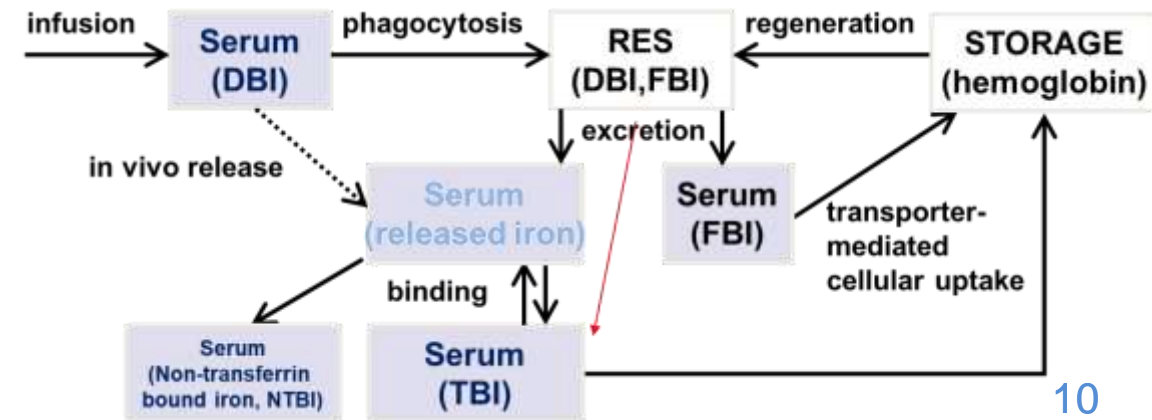 infusion
Serum
(DBI)
phagocytosis
RES
(DBI,FBI)
regeneration
STORAGE
(hemoglobin)
in vivo release
excretion
Serum
(released iron)
Serum
(FBI)
transporter-
mediated
cellular uptake
binding
Serum
(Non-transferrin
bound iron, NTBI)
Serum
(TBI)
10